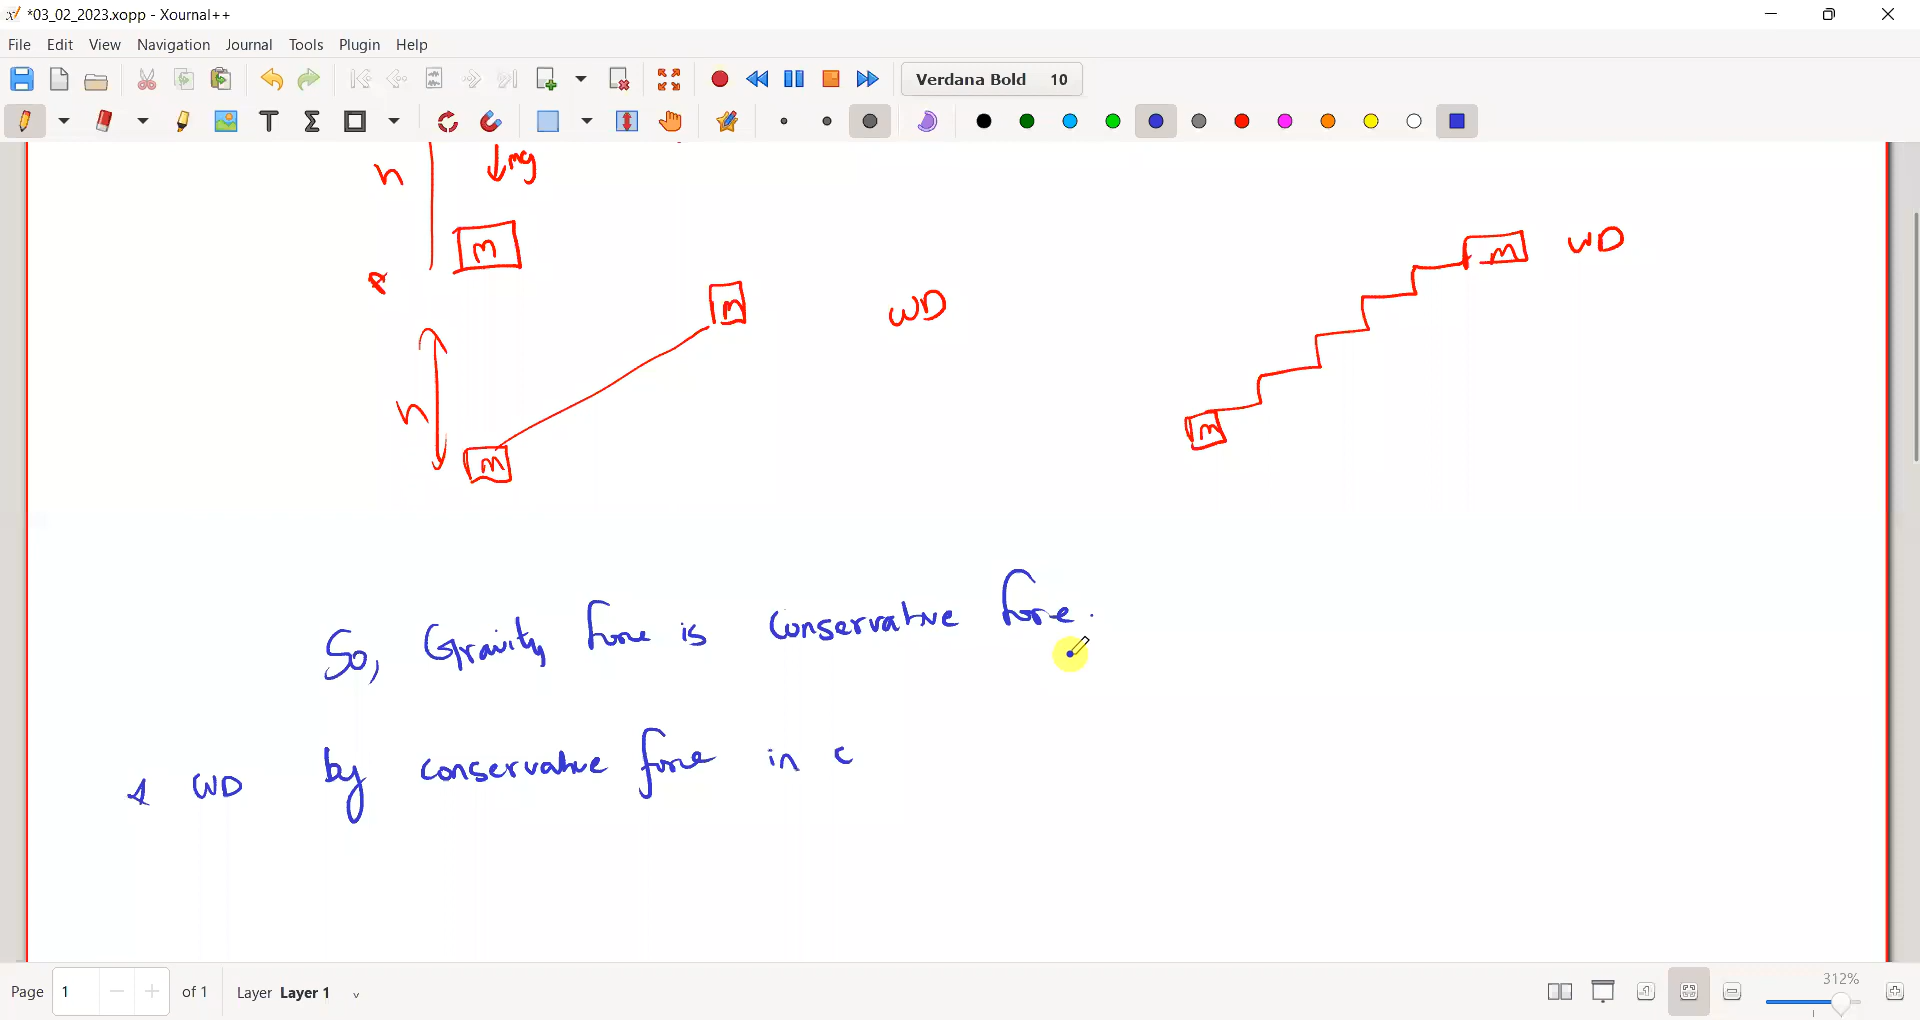 *03_02_2023.xopp - Xournal++
File Edit View Navigation Journal Tools Plugin Help
Verdana Bold 10
h
mg
m
A
m
WD
m
WD
h
m
m
So, Gravity force is conservative force.
WD by conservative force in c
Page 1 of 1 Layer Layer 1
312%